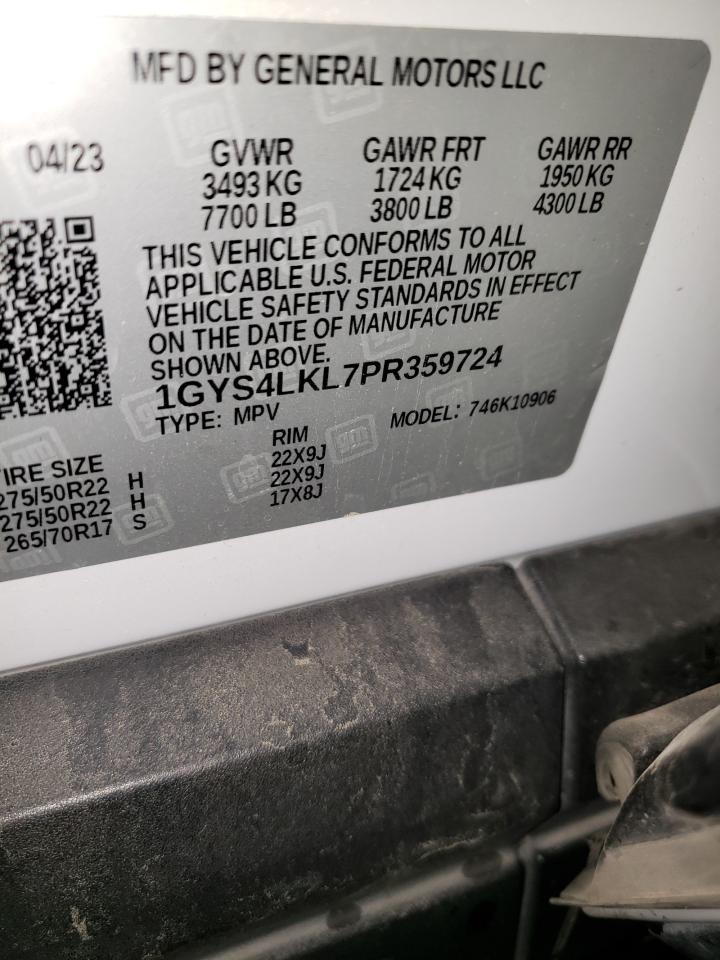 MFD BY GENERAL MOTORS LLC
04/23 GVWR GAWR FRT GAWR RR
3493 KG 1724 KG 1950 KG
7700 LB 3800 LB 4300 LB
THIS VEHICLE CONFORMS TO ALL
APPLICABLE U.S. FEDERAL MOTOR
VEHICLE SAFETY STANDARDS IN EFFECT
ON THE DATE OF MANUFACTURE
SHOWN ABOVE.
1GYS4LKL7PR359724
TYPE: MPV MODEL: 746K10906
TIRE SIZE RIM
275/50R22 H 22X9J
275/50R22 H 22X9J
265/70R17 S 17X8J